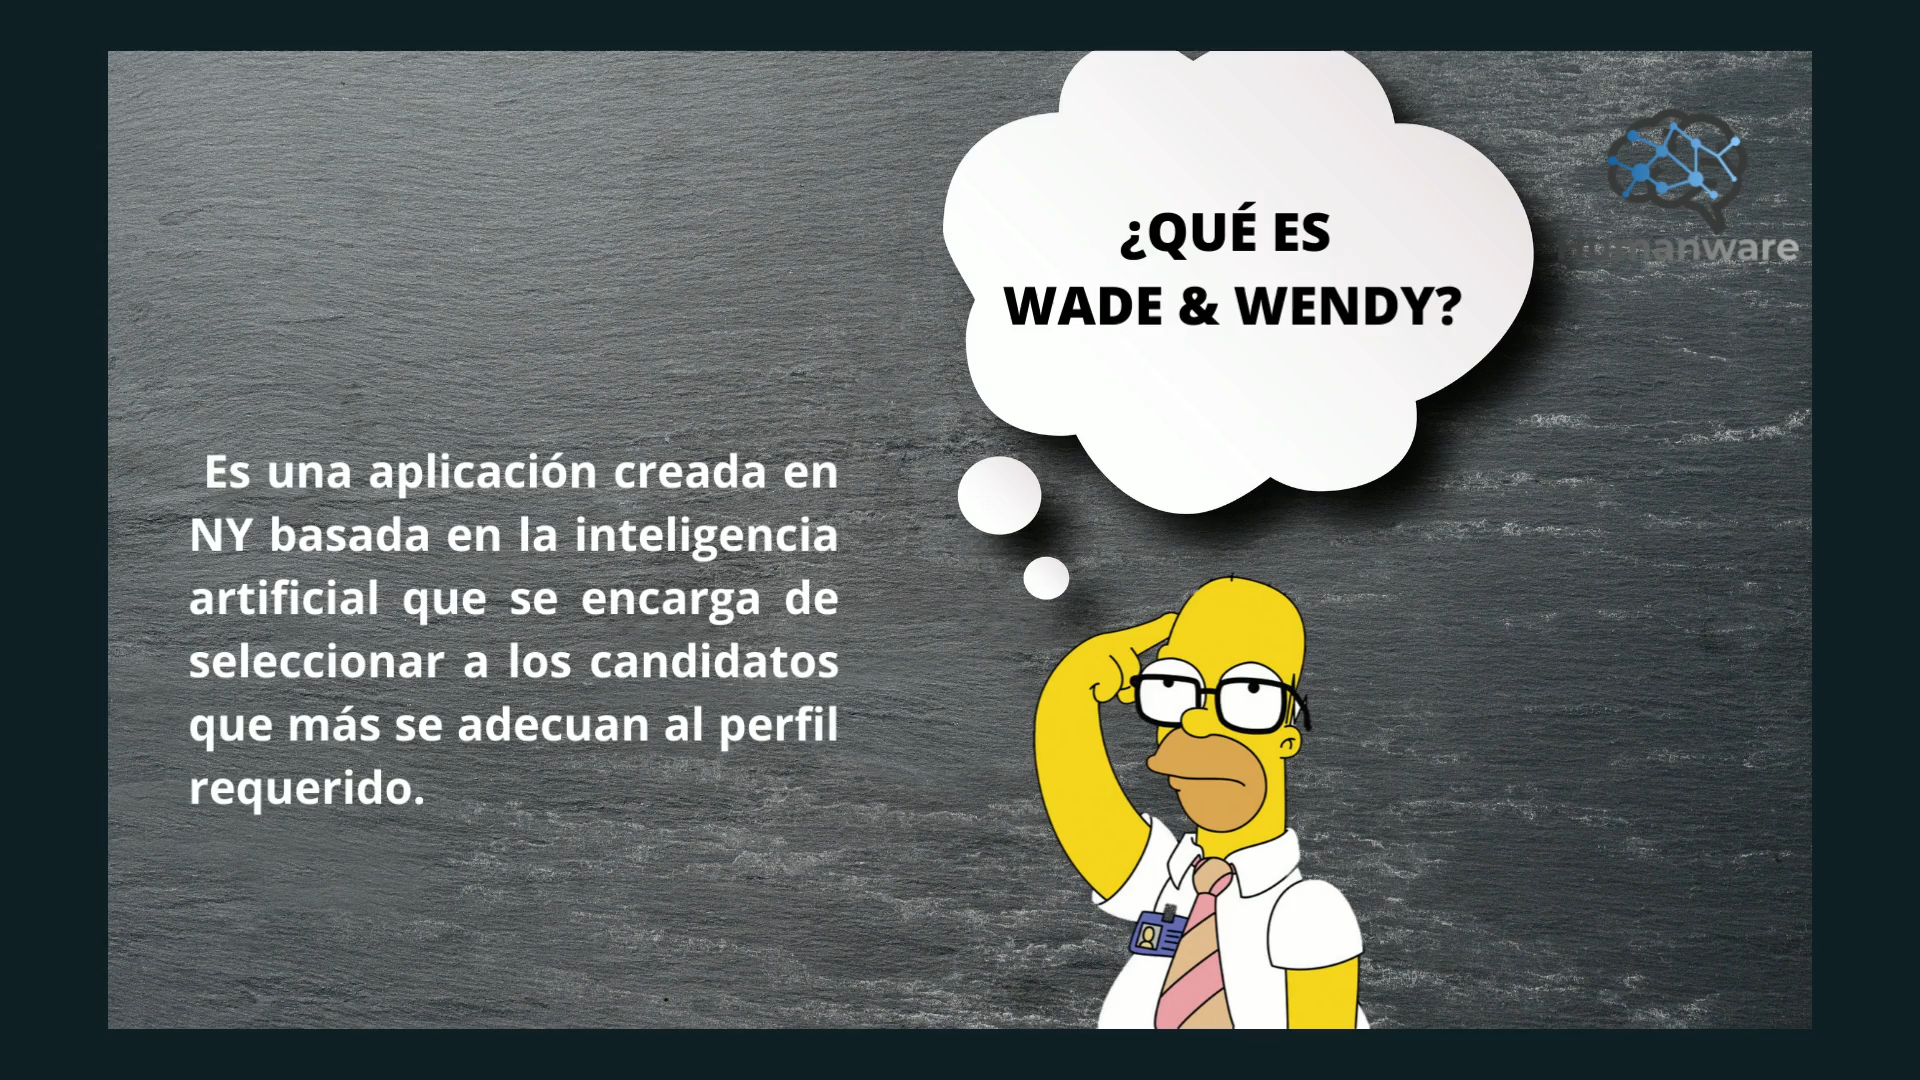 ¿QUÉ ES
WADE & WENDY?
humanware
Es una aplicación creada en
NY basada en la inteligencia
artificial que se encarga de
seleccionar a los candidatos
que más se adecuan al perfil
requerido.